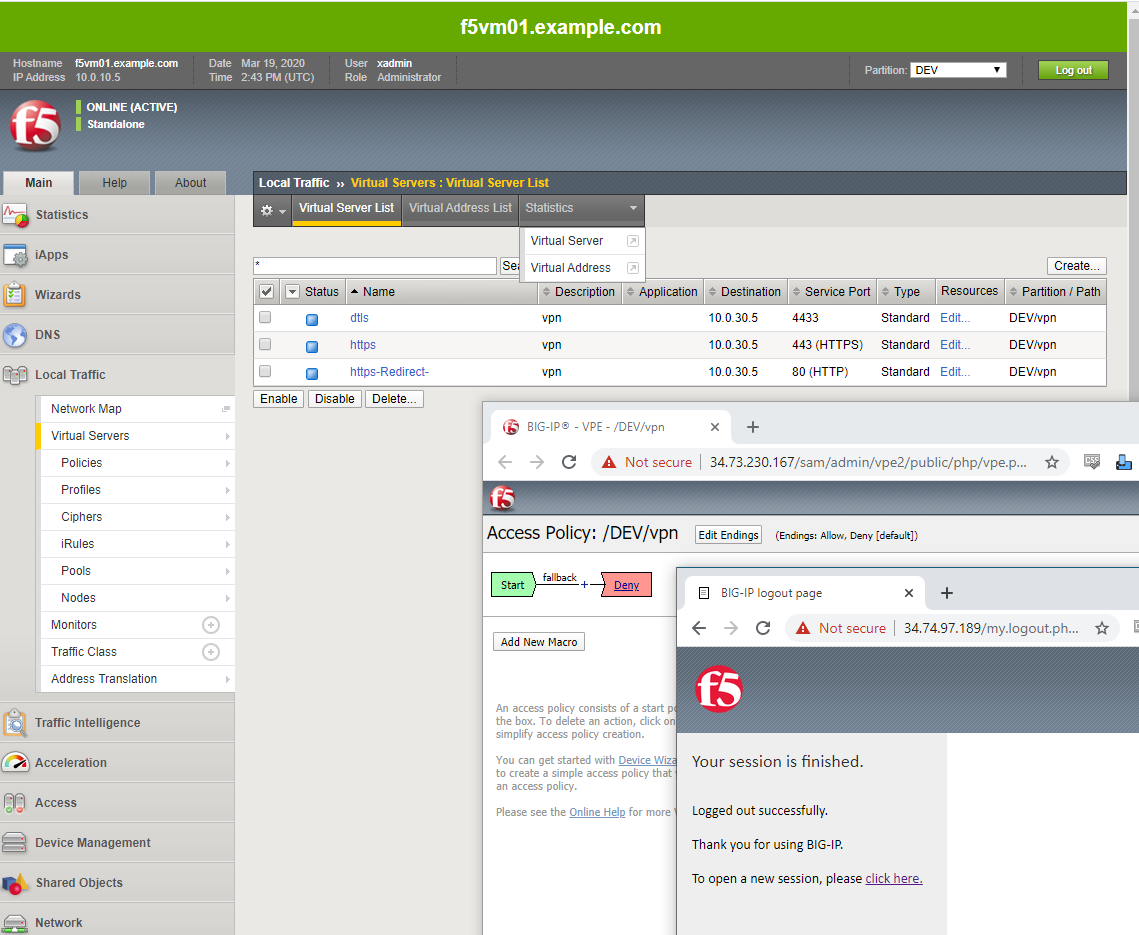 f5vm01.example.com
Hostname f5vm01.example.com Date Mar 19, 2020 User xadmin
IP Address 10.0.10.5 Time 2:43 PM (UTC) Role Administrator
Partition: DEV Log out
f5
ONLINE (ACTIVE)
Standalone
Main Help About
Local Traffic ›› Virtual Servers : Virtual Server List
Virtual Server List Virtual Address List Statistics
Virtual Server
Virtual Address
Statistics
iApps
Wizards
DNS
Local Traffic
Network Map
Virtual Servers
Policies
Profiles
Ciphers
iRules
Pools
Nodes
Monitors
Traffic Class
Address Translation
Traffic Intelligence
Acceleration
Access
Device Management
Shared Objects
Network
* Sea Create...
Status Name Description Application Destination Service Port Type Resources Partition / Path
dtls vpn 10.0.30.5 4433 Standard Edit... DEV/vpn
https vpn 10.0.30.5 443 (HTTPS) Standard Edit... DEV/vpn
https-Redirect- vpn 10.0.30.5 80 (HTTP) Standard Edit... DEV/vpn
Enable Disable Delete...
f5 BIG-IP® - VPE - /DEV/vpn
Not secure 34.73.230.167/sam/admin/vpe2/public/php/vpe.p... CSE
f5
Access Policy: /DEV/vpn Edit Endings (Endings: Allow, Deny [default])
Start fallback + Deny
Add New Macro
An access policy consists of a start po
the box. To delete an action, click on
simplify access policy creation.
You can get started with Device Wiza
to create a simple access policy that
an access policy.
Please see the Online Help for more
BIG-IP logout page
Not secure 34.74.97.189/my.logout.ph...
f5
Your session is finished.
Logged out successfully.
Thank you for using BIG-IP.
To open a new session, please click here.